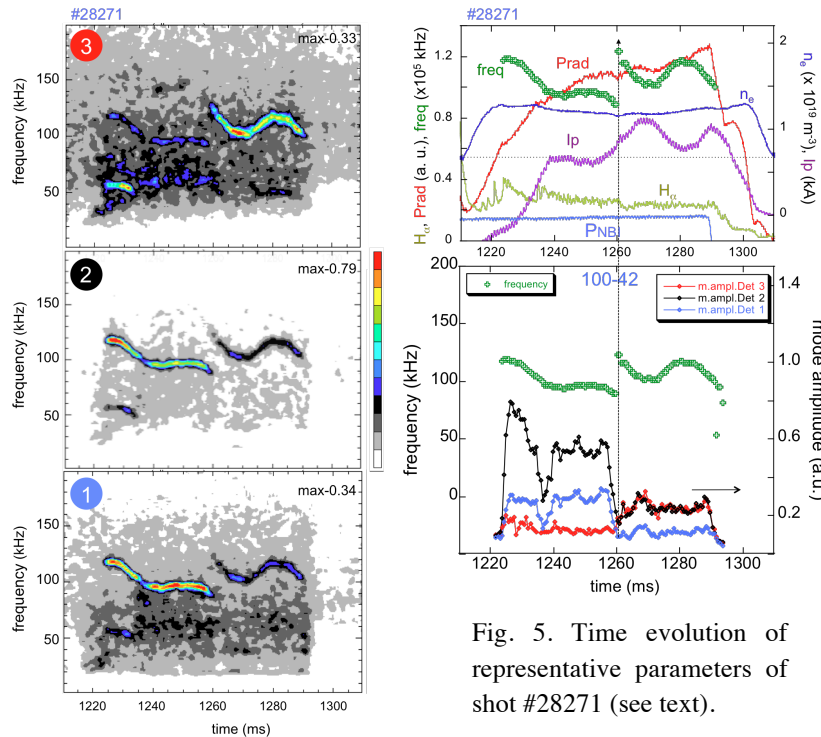 #28271
3
max-0.33
200
150
100
50
frequency (kHz)
2
max-0.79
150
100
50
frequency (kHz)
1
max-0.34
150
100
50
frequency (kHz)
1220 1240 1260 1280 1300
time (ms)
#28271
Hα, Prad (a. u.), freq (x10⁵ kHz)
1.2
0.8
0.4
0
freq
Prad
ne
Ip
Hα
PNBI
2
1
0
ne (x 10¹⁹ m⁻³), Ip (kA)
1220 1240 1260 1280 1300
200
150
100
50
0
frequency (kHz)
frequency
100-42
m.ampl.Det 3
m.ampl.Det 2
m.ampl.Det 1
1.4
1.0
0.6
0.2
mode amplitude (a.u.)
1220 1240 1260 1280 1300
time (ms)
Fig. 5. Time evolution of
representative parameters of
shot #28271 (see text).